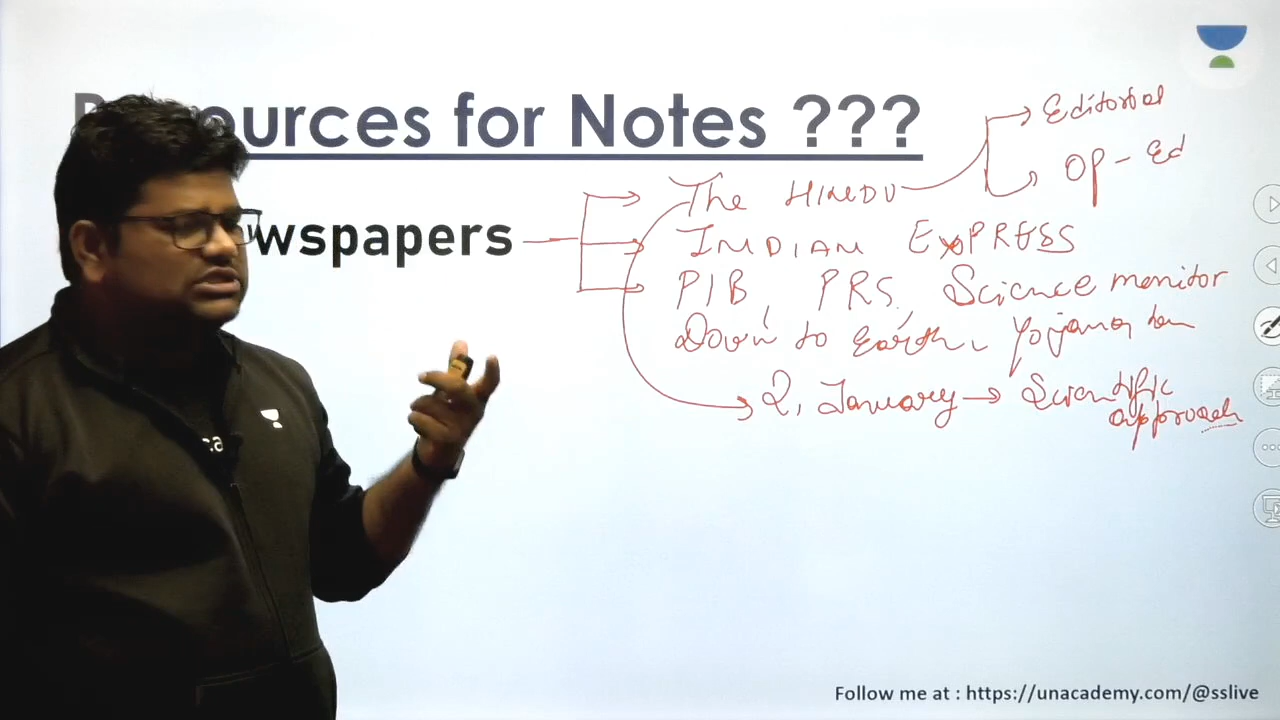 ources for Notes ???
Editorial
Op-Ed
wspapers
The HINDU
INDIAN EXPRESS
PIB, PRS, Science monitor
Down to Earth, Yojana,
2, January → Scientific
approach
ca
Follow me at : https://unacademy.com/@sslive